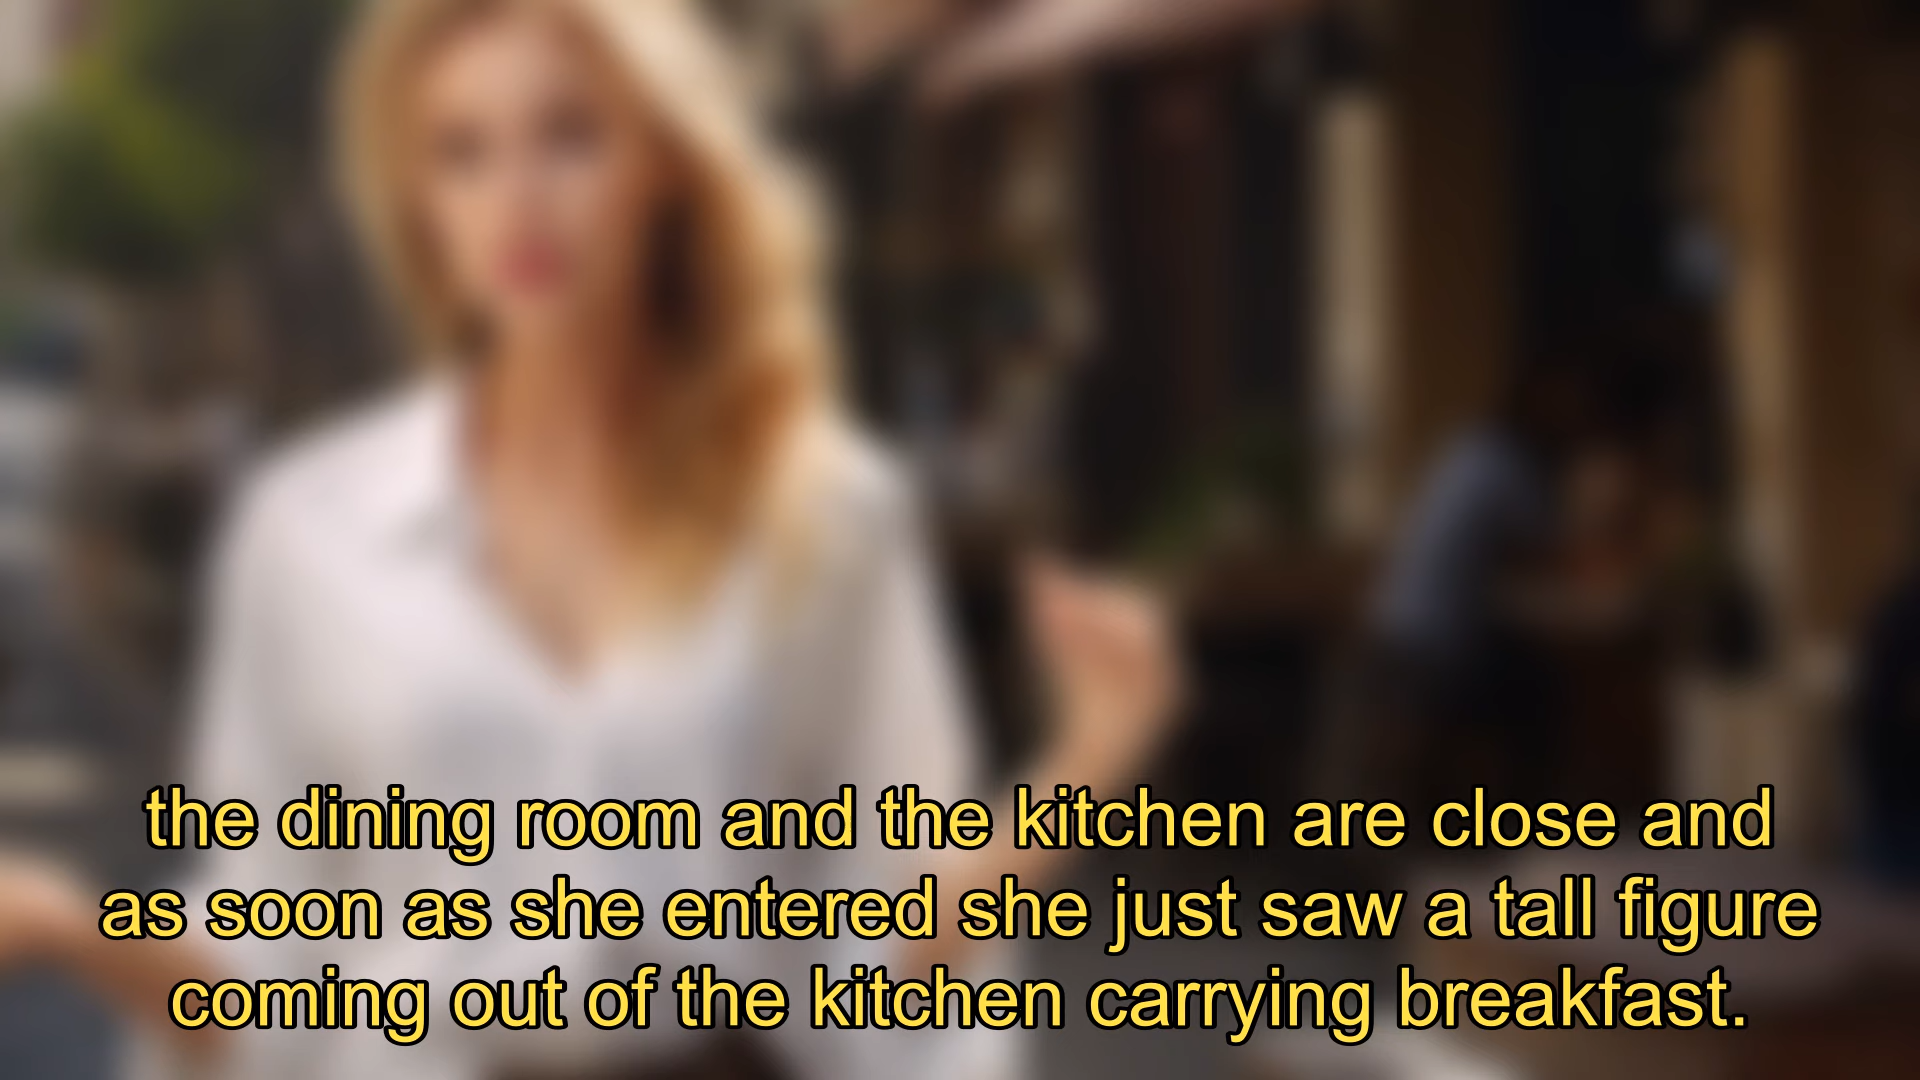 the dining room and the kitchen are close and
as soon as she entered she just saw a tall figure
coming out of the kitchen carrying breakfast.